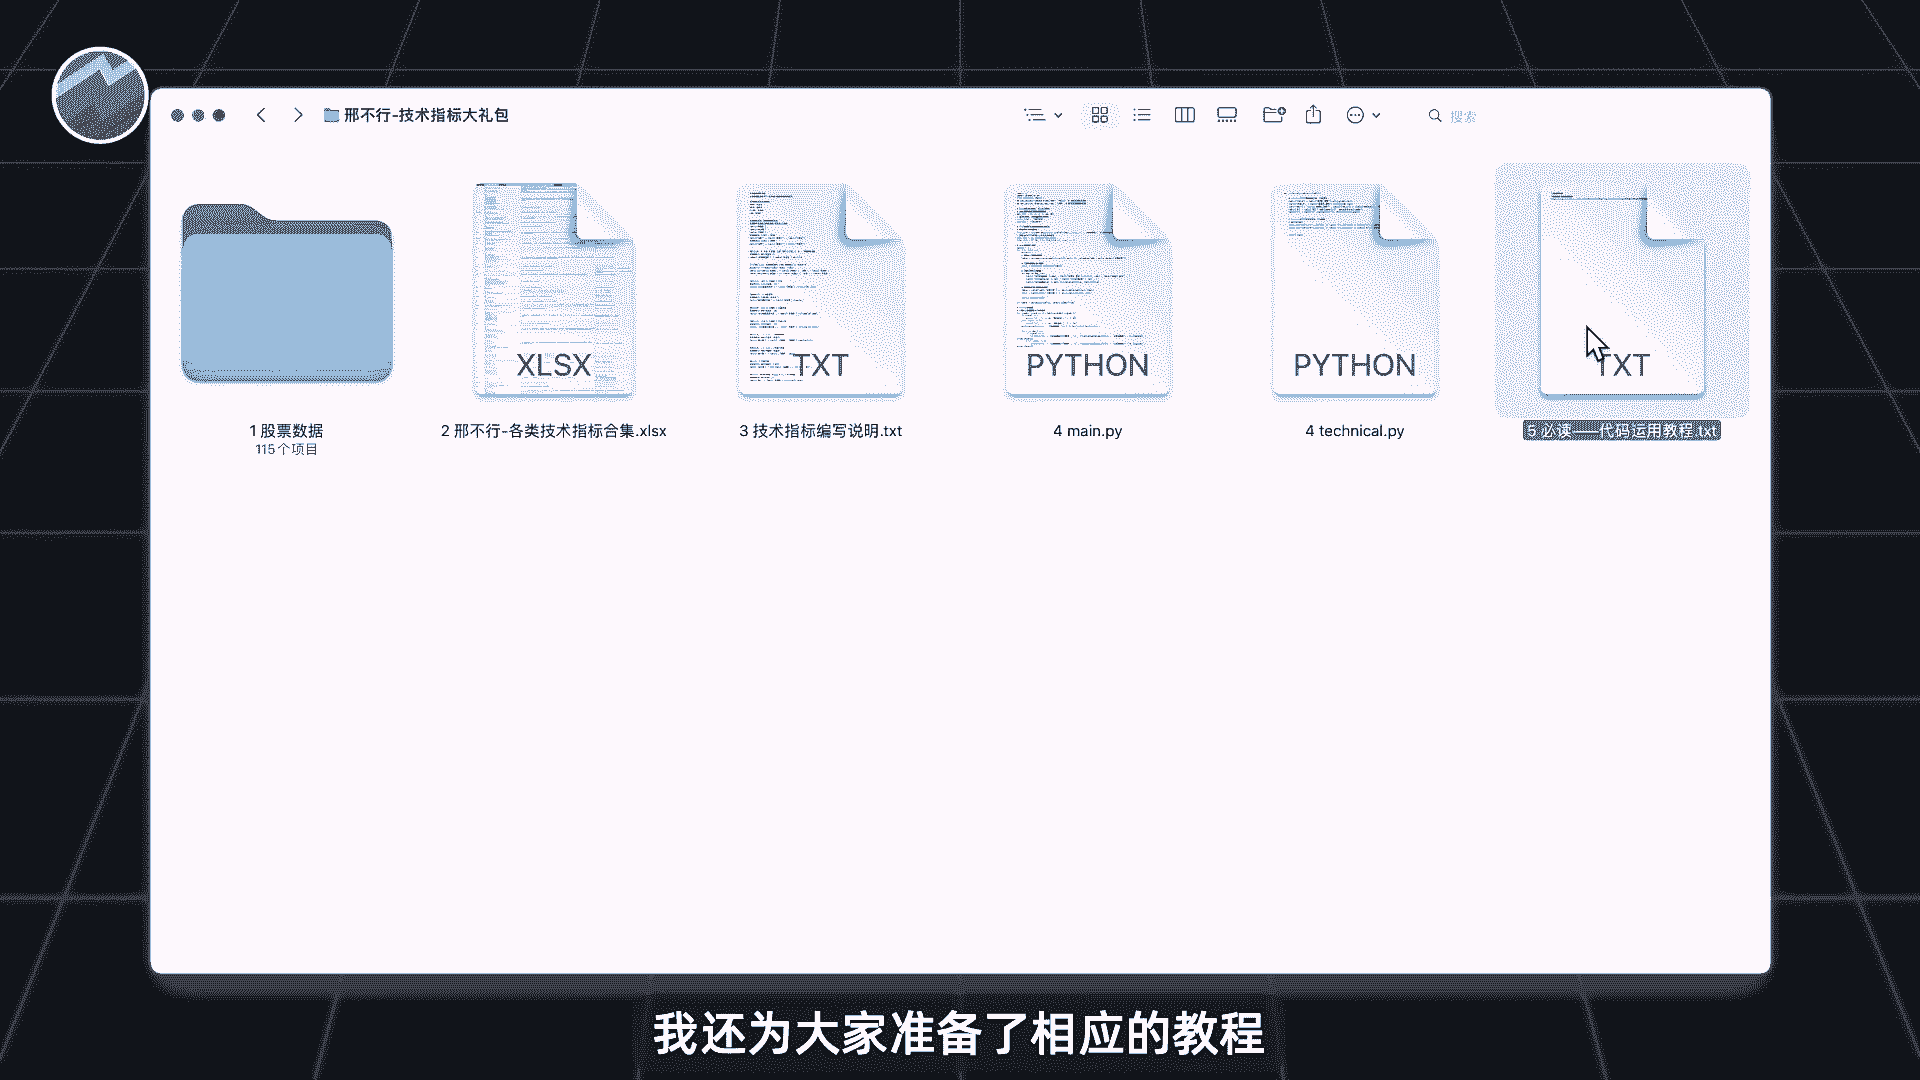 邢不行-技术指标大礼包
搜索
XLSX
TXT
PYTHON
PYTHON
TXT
1 股票数据
115个项目
2 邢不行-各类技术指标合集.xlsx
3 技术指标编写说明.txt
4 main.py
4 technical.py
5 必读——代码运用教程.txt
我还为大家准备了相应的教程